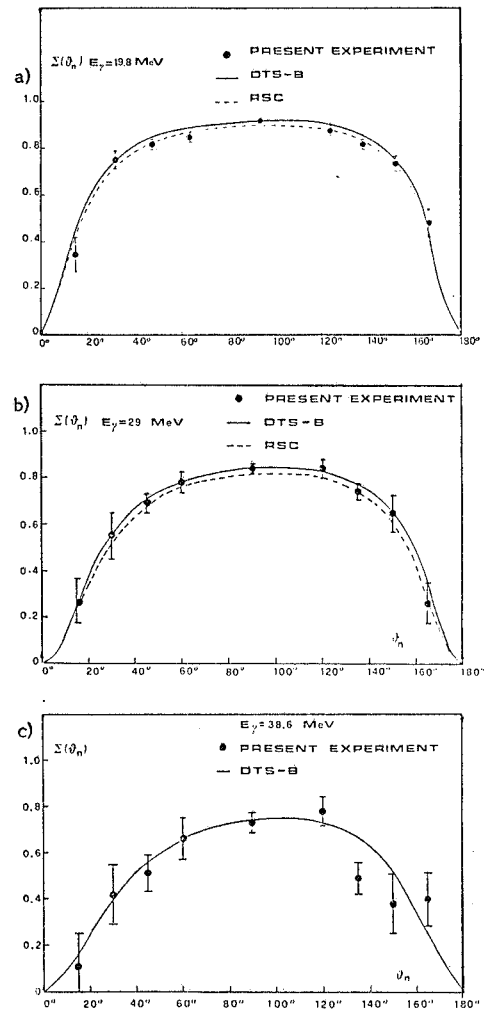 a)
Σ(ϑn) Eγ=19.8 MeV
PRESENT EXPERIMENT
DTS-B
RSC
1.0
0.8
0.6
0.4
0.2
0
0° 20° 40° 60° 80° 100° 120° 140° 160° 180°
b)
PRESENT EXPERIMENT
Σ(ϑn) Eγ=29 MeV
DTS-B
RSC
1.0
0.8
0.6
0.4
0.2
0
ϑn
0° 20° 40° 60° 80° 100° 120° 140° 160° 180°
c)
Eγ=38.6 MeV
Σ(ϑn)
PRESENT EXPERIMENT
DTS-B
1.0
0.8
0.6
0.4
0.2
0
ϑn
0° 20° 40° 60° 80° 100° 120° 140° 160° 180°